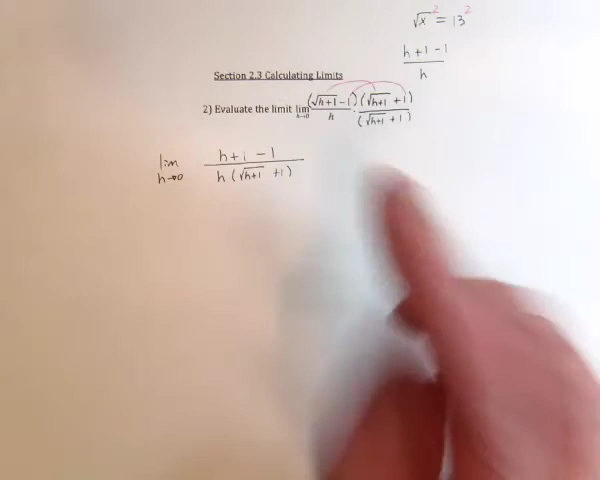 √x² = 13²
h+1-1
h
Section 2.3 Calculating Limits
2) Evaluate the limit lim h→0 (√h+1 -1)/h · (√h+1 +1)/(√h+1 +1)
lim h→0 h+1-1
h(√h+1 +1)